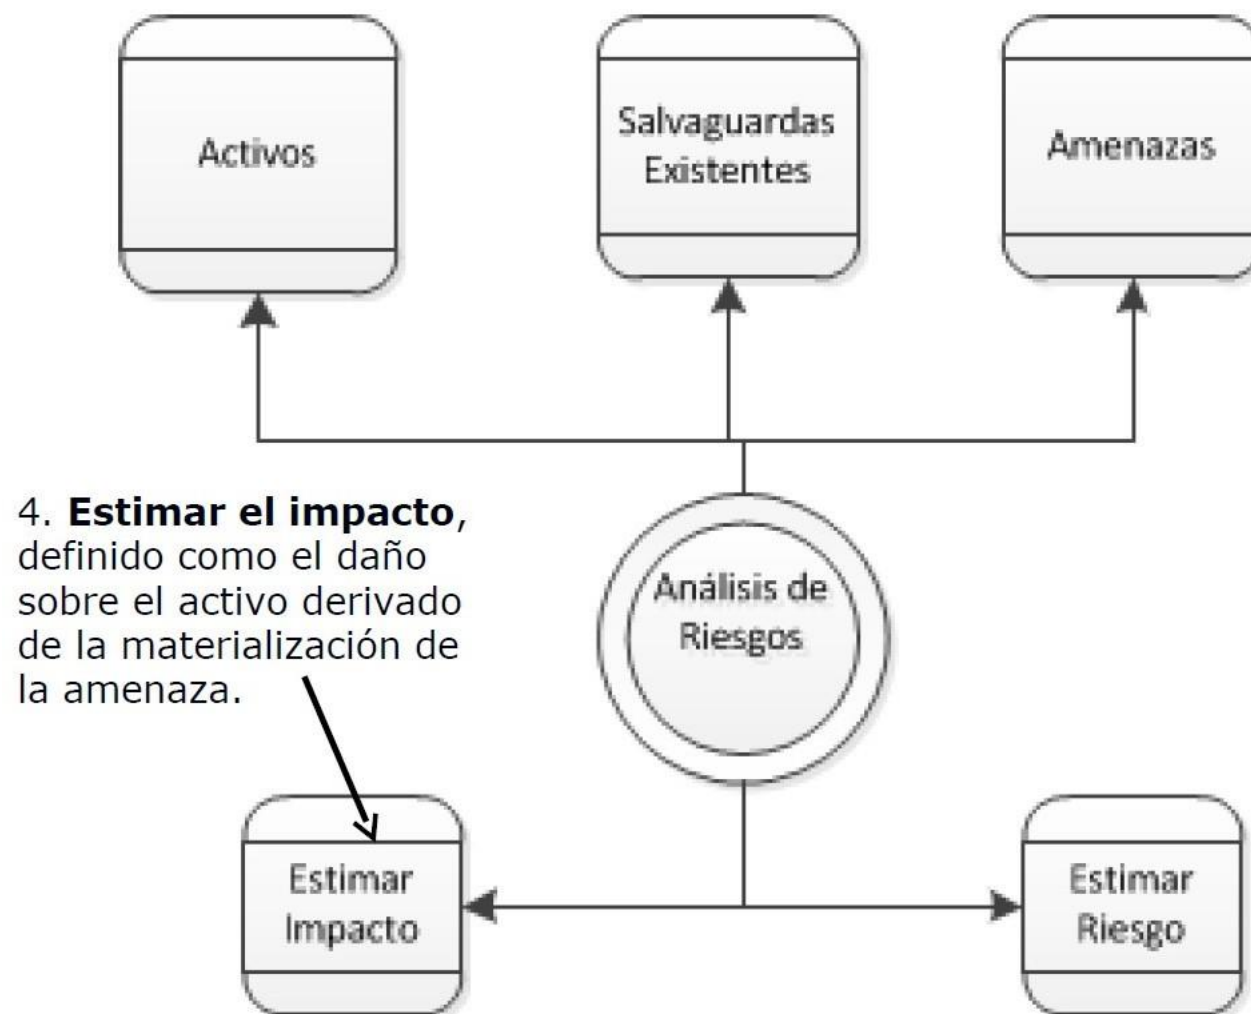 Activos
Salvaguardas
Existentes
Amenazas
4. Estimar el impacto,
definido como el daño
sobre el activo derivado
de la materialización de
la amenaza.
Análisis de
Riesgos
Estimar
Impacto
Estimar
Riesgo